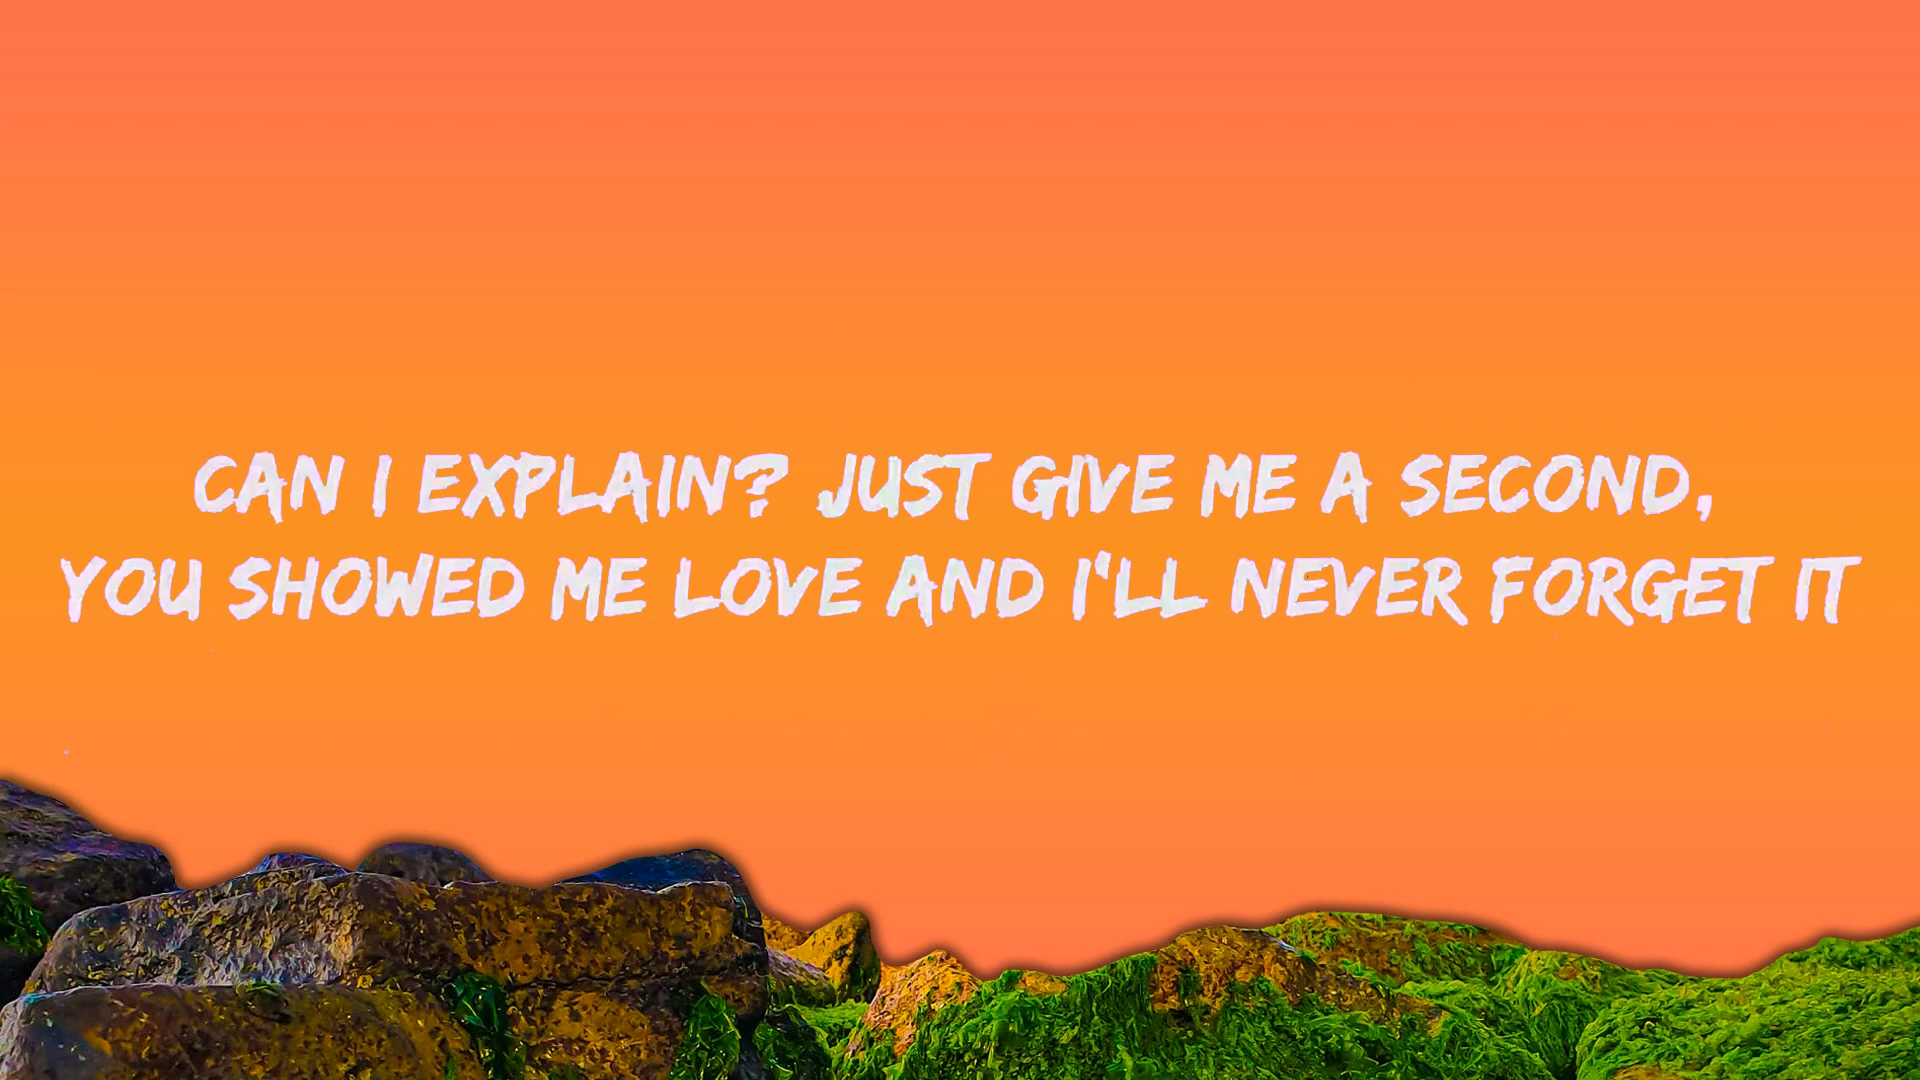 CAN I EXPLAIN? JUST GIVE ME A SECOND,
YOU SHOWED ME LOVE AND I'LL NEVER FORGET IT